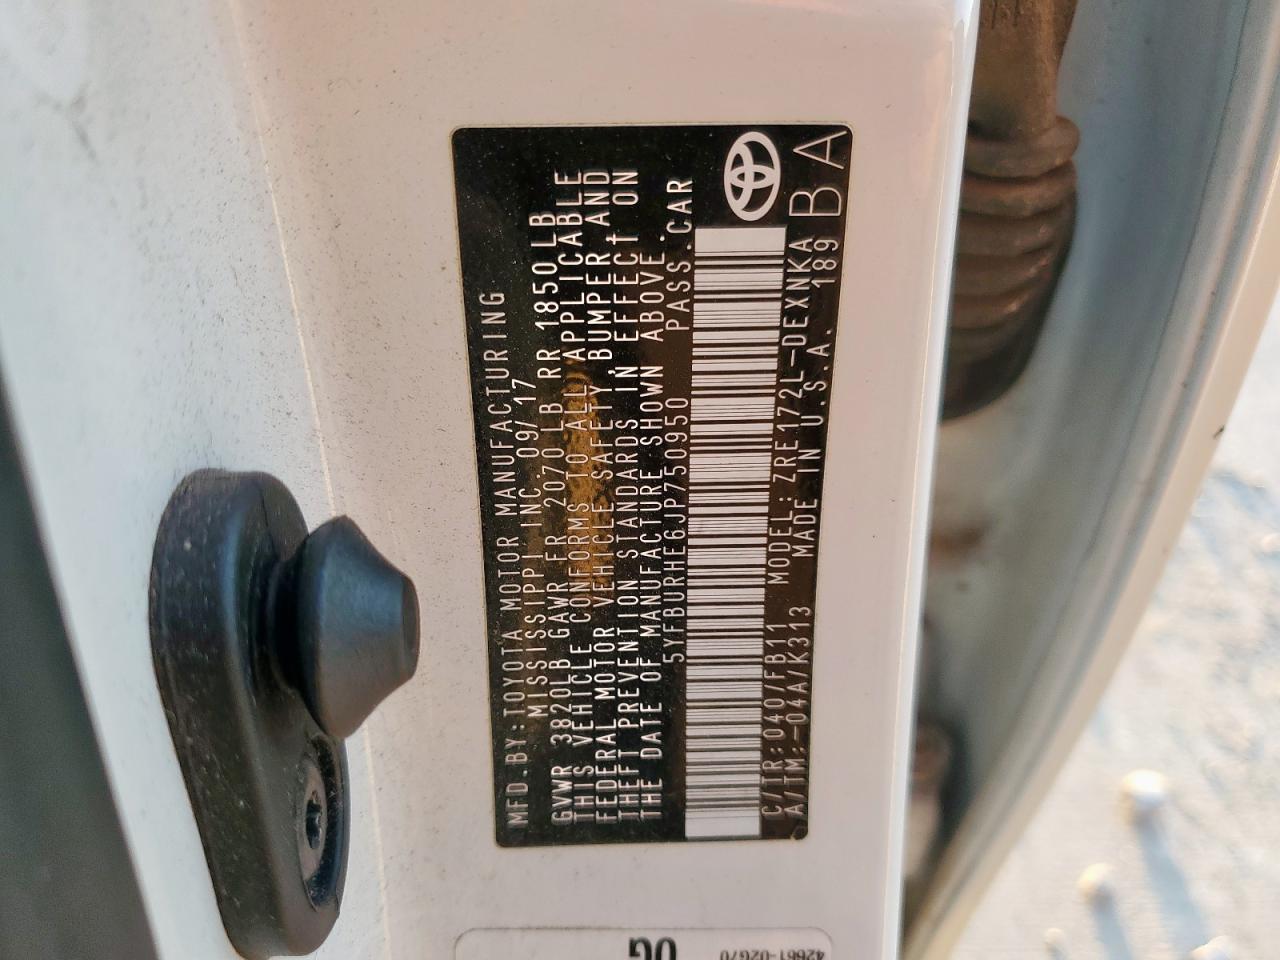 MFD.BY:TOYOTA MOTOR MANUFACTURING
MISSISSIPPI INC. 09/17
GVWR 3820LB GAWR FR 2070LB RR 1850LB
THIS VEHICLE CONFORMS TO ALL APPLICABLE
FEDERAL MOTOR VEHICLE SAFETY, BUMPER, AND
THEFT PREVENTION STANDARDS IN EFFECT ON
THE DATE OF MANUFACTURE SHOWN ABOVE.
5YFBURHE6JP750950 PASS.CAR
C/TR:040/FB11 MODEL:ZRE172L-DEXNKA
A/TM:-04A/K313 MADE IN U.S.A. 189 BA
0G
42661-02G70